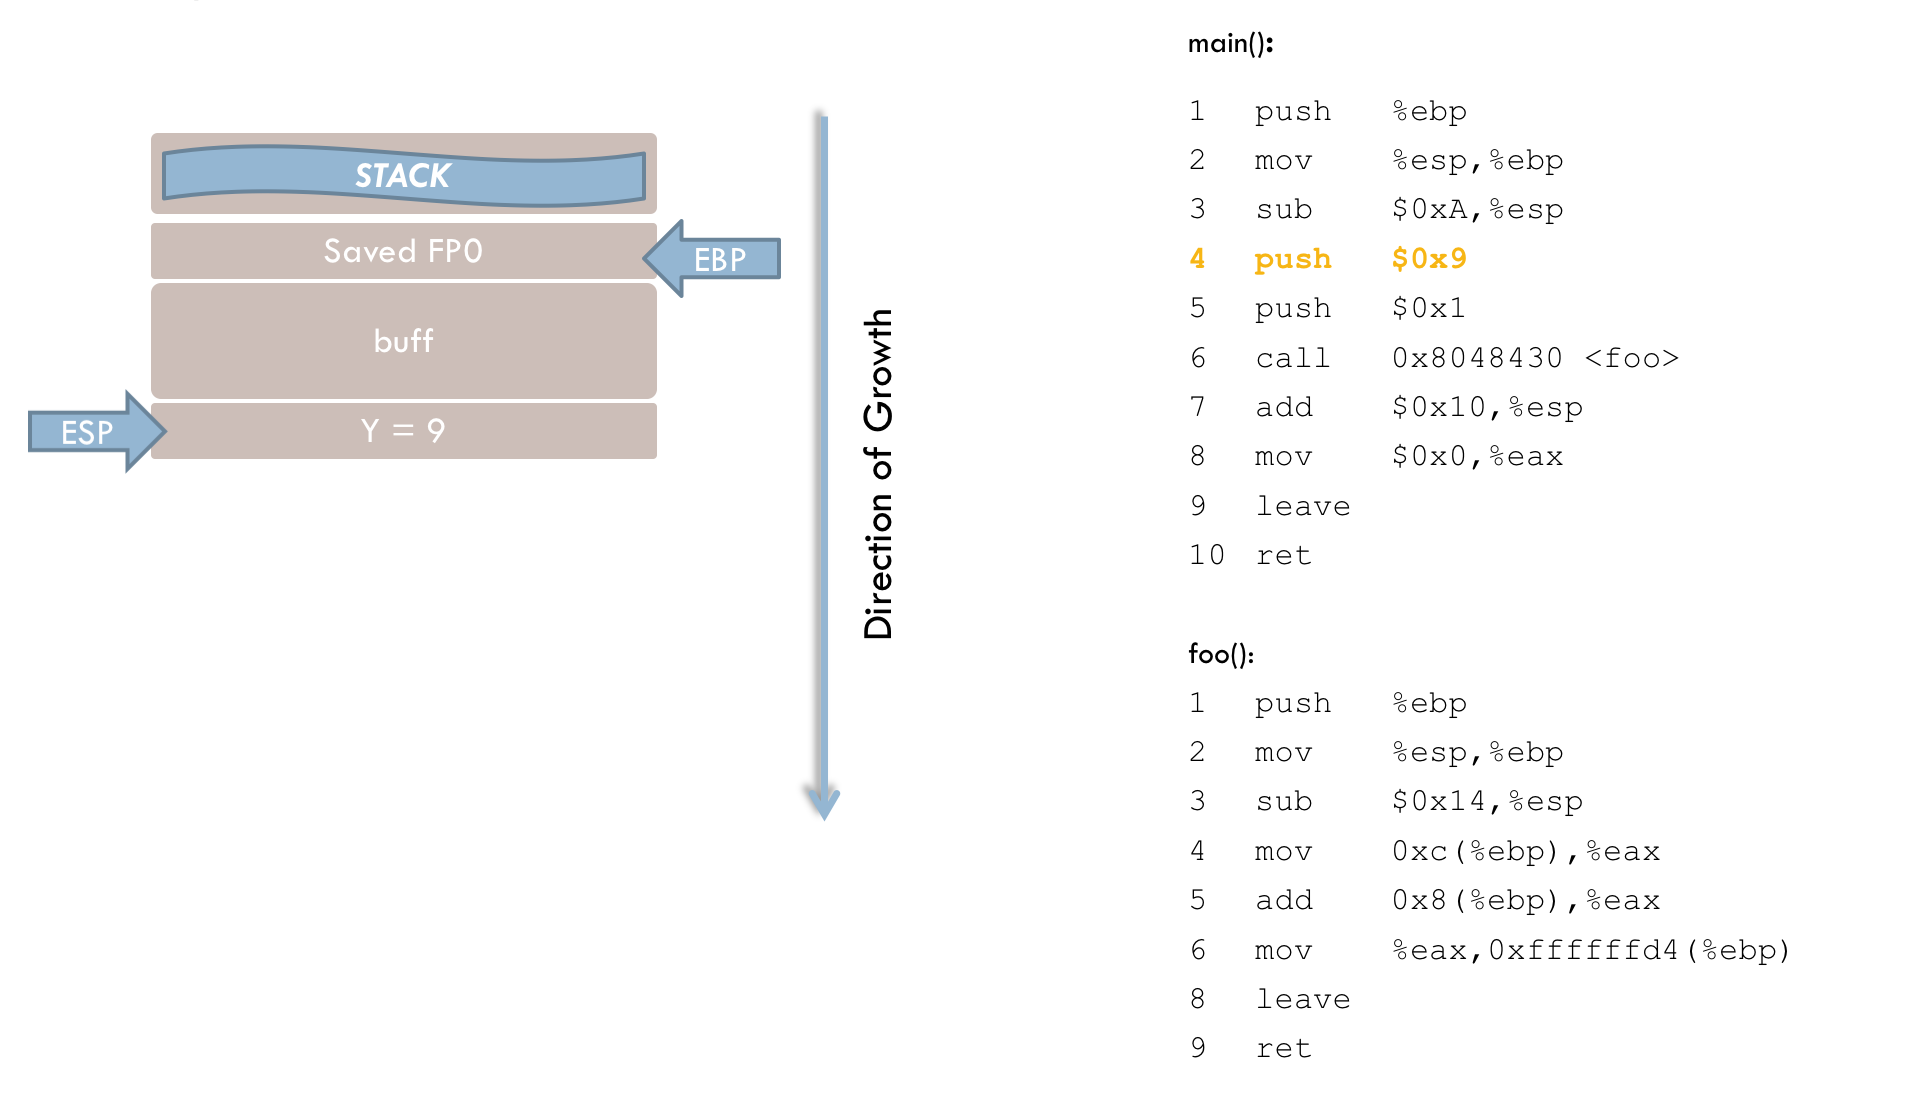 STACK
Saved FP0
EBP
buff
ESP
Y = 9
Direction of Growth
main():
1 push %ebp
2 mov %esp,%ebp
3 sub $0xA,%esp
4 push $0x9
5 push $0x1
6 call 0x8048430 <foo>
7 add $0x10,%esp
8 mov $0x0,%eax
9 leave
10 ret
foo():
1 push %ebp
2 mov %esp,%ebp
3 sub $0x14,%esp
4 mov 0xc(%ebp),%eax
5 add 0x8(%ebp),%eax
6 mov %eax,0xffffffd4(%ebp)
8 leave
9 ret